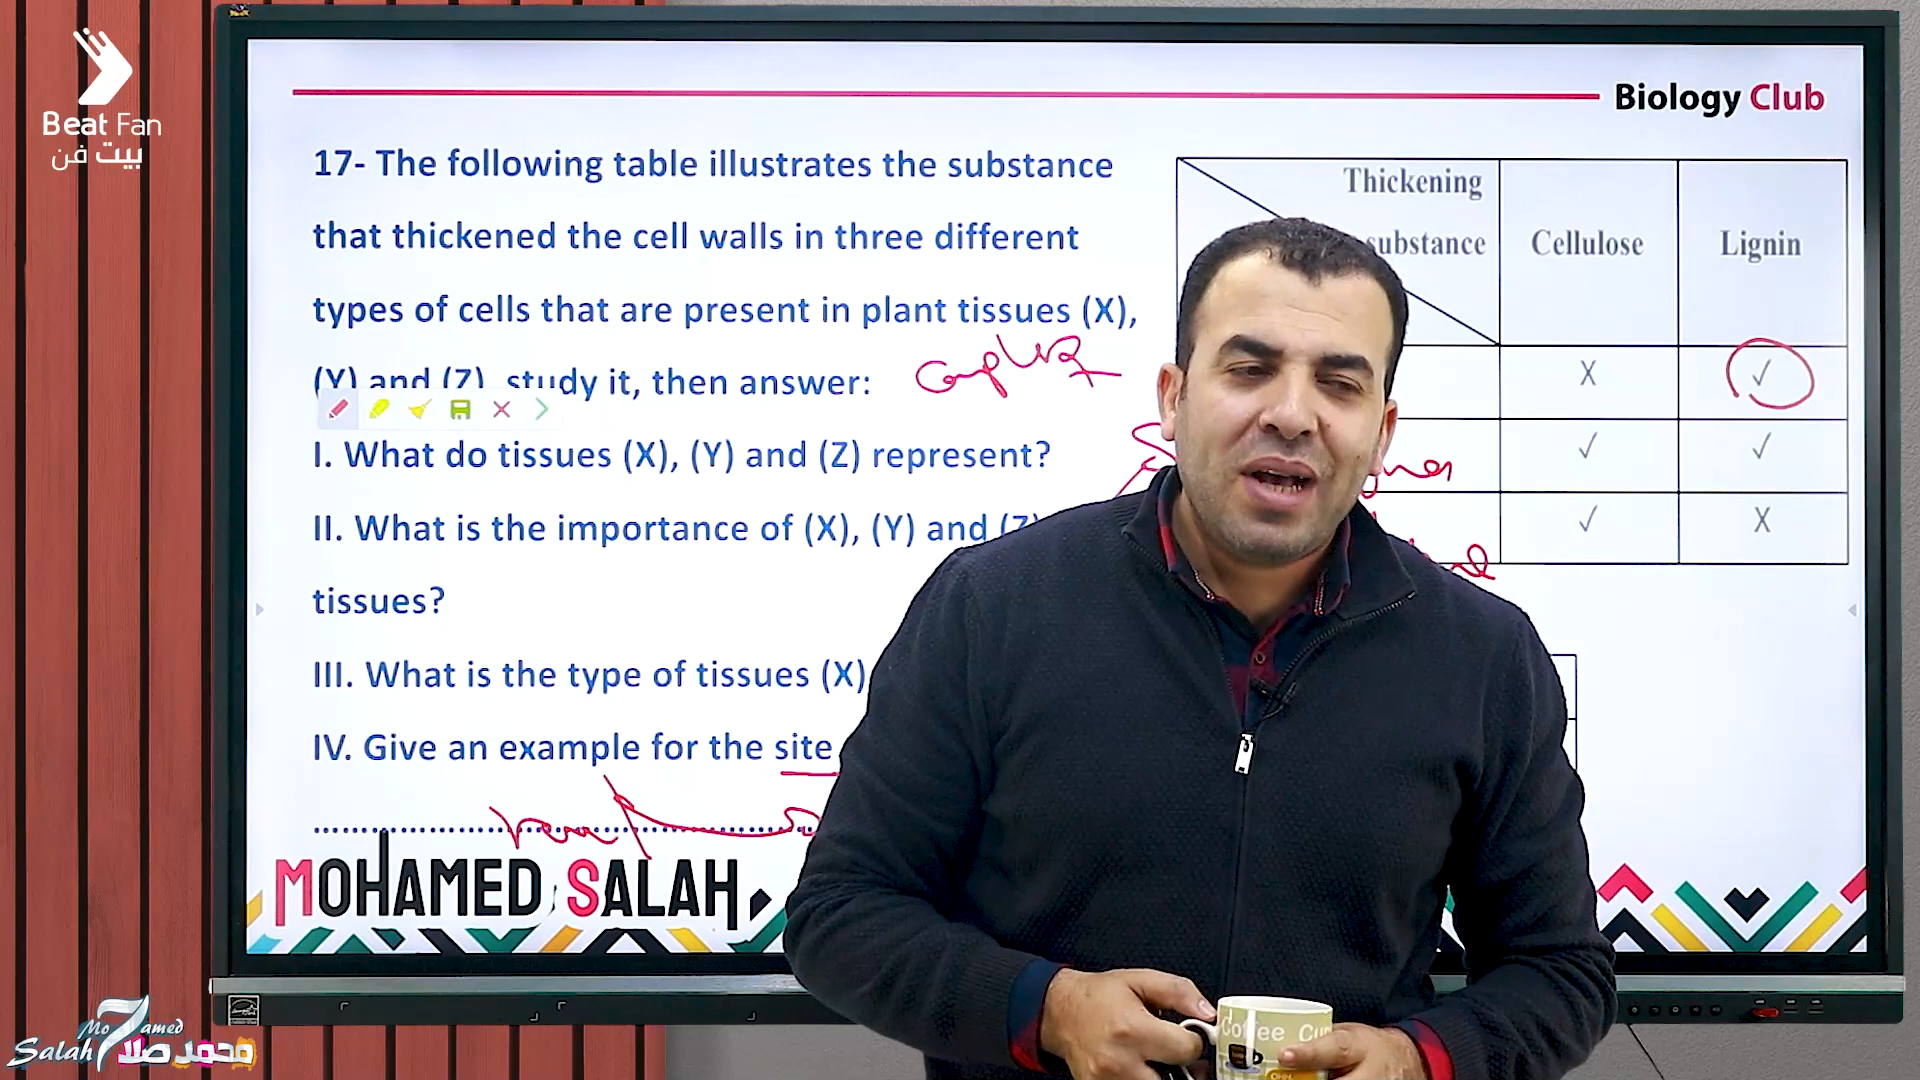 Beat Fan
بيت فن
Biology Club
17- The following table illustrates the substance
that thickened the cell walls in three different
types of cells that are present in plant tissues (X),
(Y) and (Z), study it, then answer:
I. What do tissues (X), (Y) and (Z) represent?
II. What is the importance of (X), (Y) and (Z)
tissues?
III. What is the type of tissues (X)
IV. Give an example for the site
Thickening
substance
Cellulose
Lignin
X ✓
✓ ✓
✓ X
MOHAMED SALAH
Mo7amed
Salah
محمد صلاح
Coffee